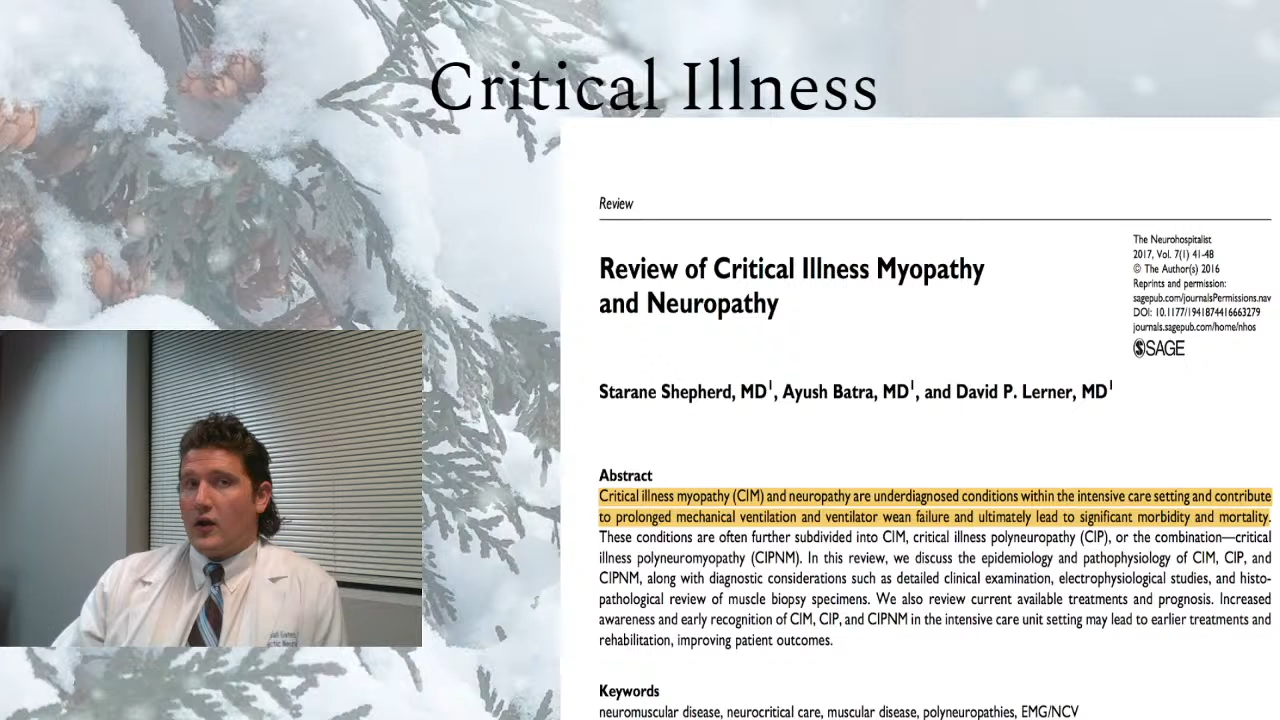 Critical Illness
Review
Review of Critical Illness Myopathy
and Neuropathy
The Neurohospitalist
2017, Vol. 7(1) 41-48
© The Author(s) 2016
Reprints and permission:
sagepub.com/journalsPermissions.nav
DOI: 10.1177/1941874416663279
journals.sagepub.com/home/nhos
SAGE
Starane Shepherd, MD1, Ayush Batra, MD1, and David P. Lerner, MD1
Abstract
Critical illness myopathy (CIM) and neuropathy are underdiagnosed conditions within the intensive care setting and contribute
to prolonged mechanical ventilation and ventilator wean failure and ultimately lead to significant morbidity and mortality.
These conditions are often further subdivided into CIM, critical illness polyneuropathy (CIP), or the combination—critical
illness polyneuromyopathy (CIPNM). In this review, we discuss the epidemiology and pathophysiology of CIM, CIP, and
CIPNM, along with diagnostic considerations such as detailed clinical examination, electrophysiological studies, and histo-
pathological review of muscle biopsy specimens. We also review current available treatments and prognosis. Increased
awareness and early recognition of CIM, CIP, and CIPNM in the intensive care unit setting may lead to earlier treatments and
rehabilitation, improving patient outcomes.
Keywords
neuromuscular disease, neurocritical care, muscular disease, polyneuropathies, EMG/NCV